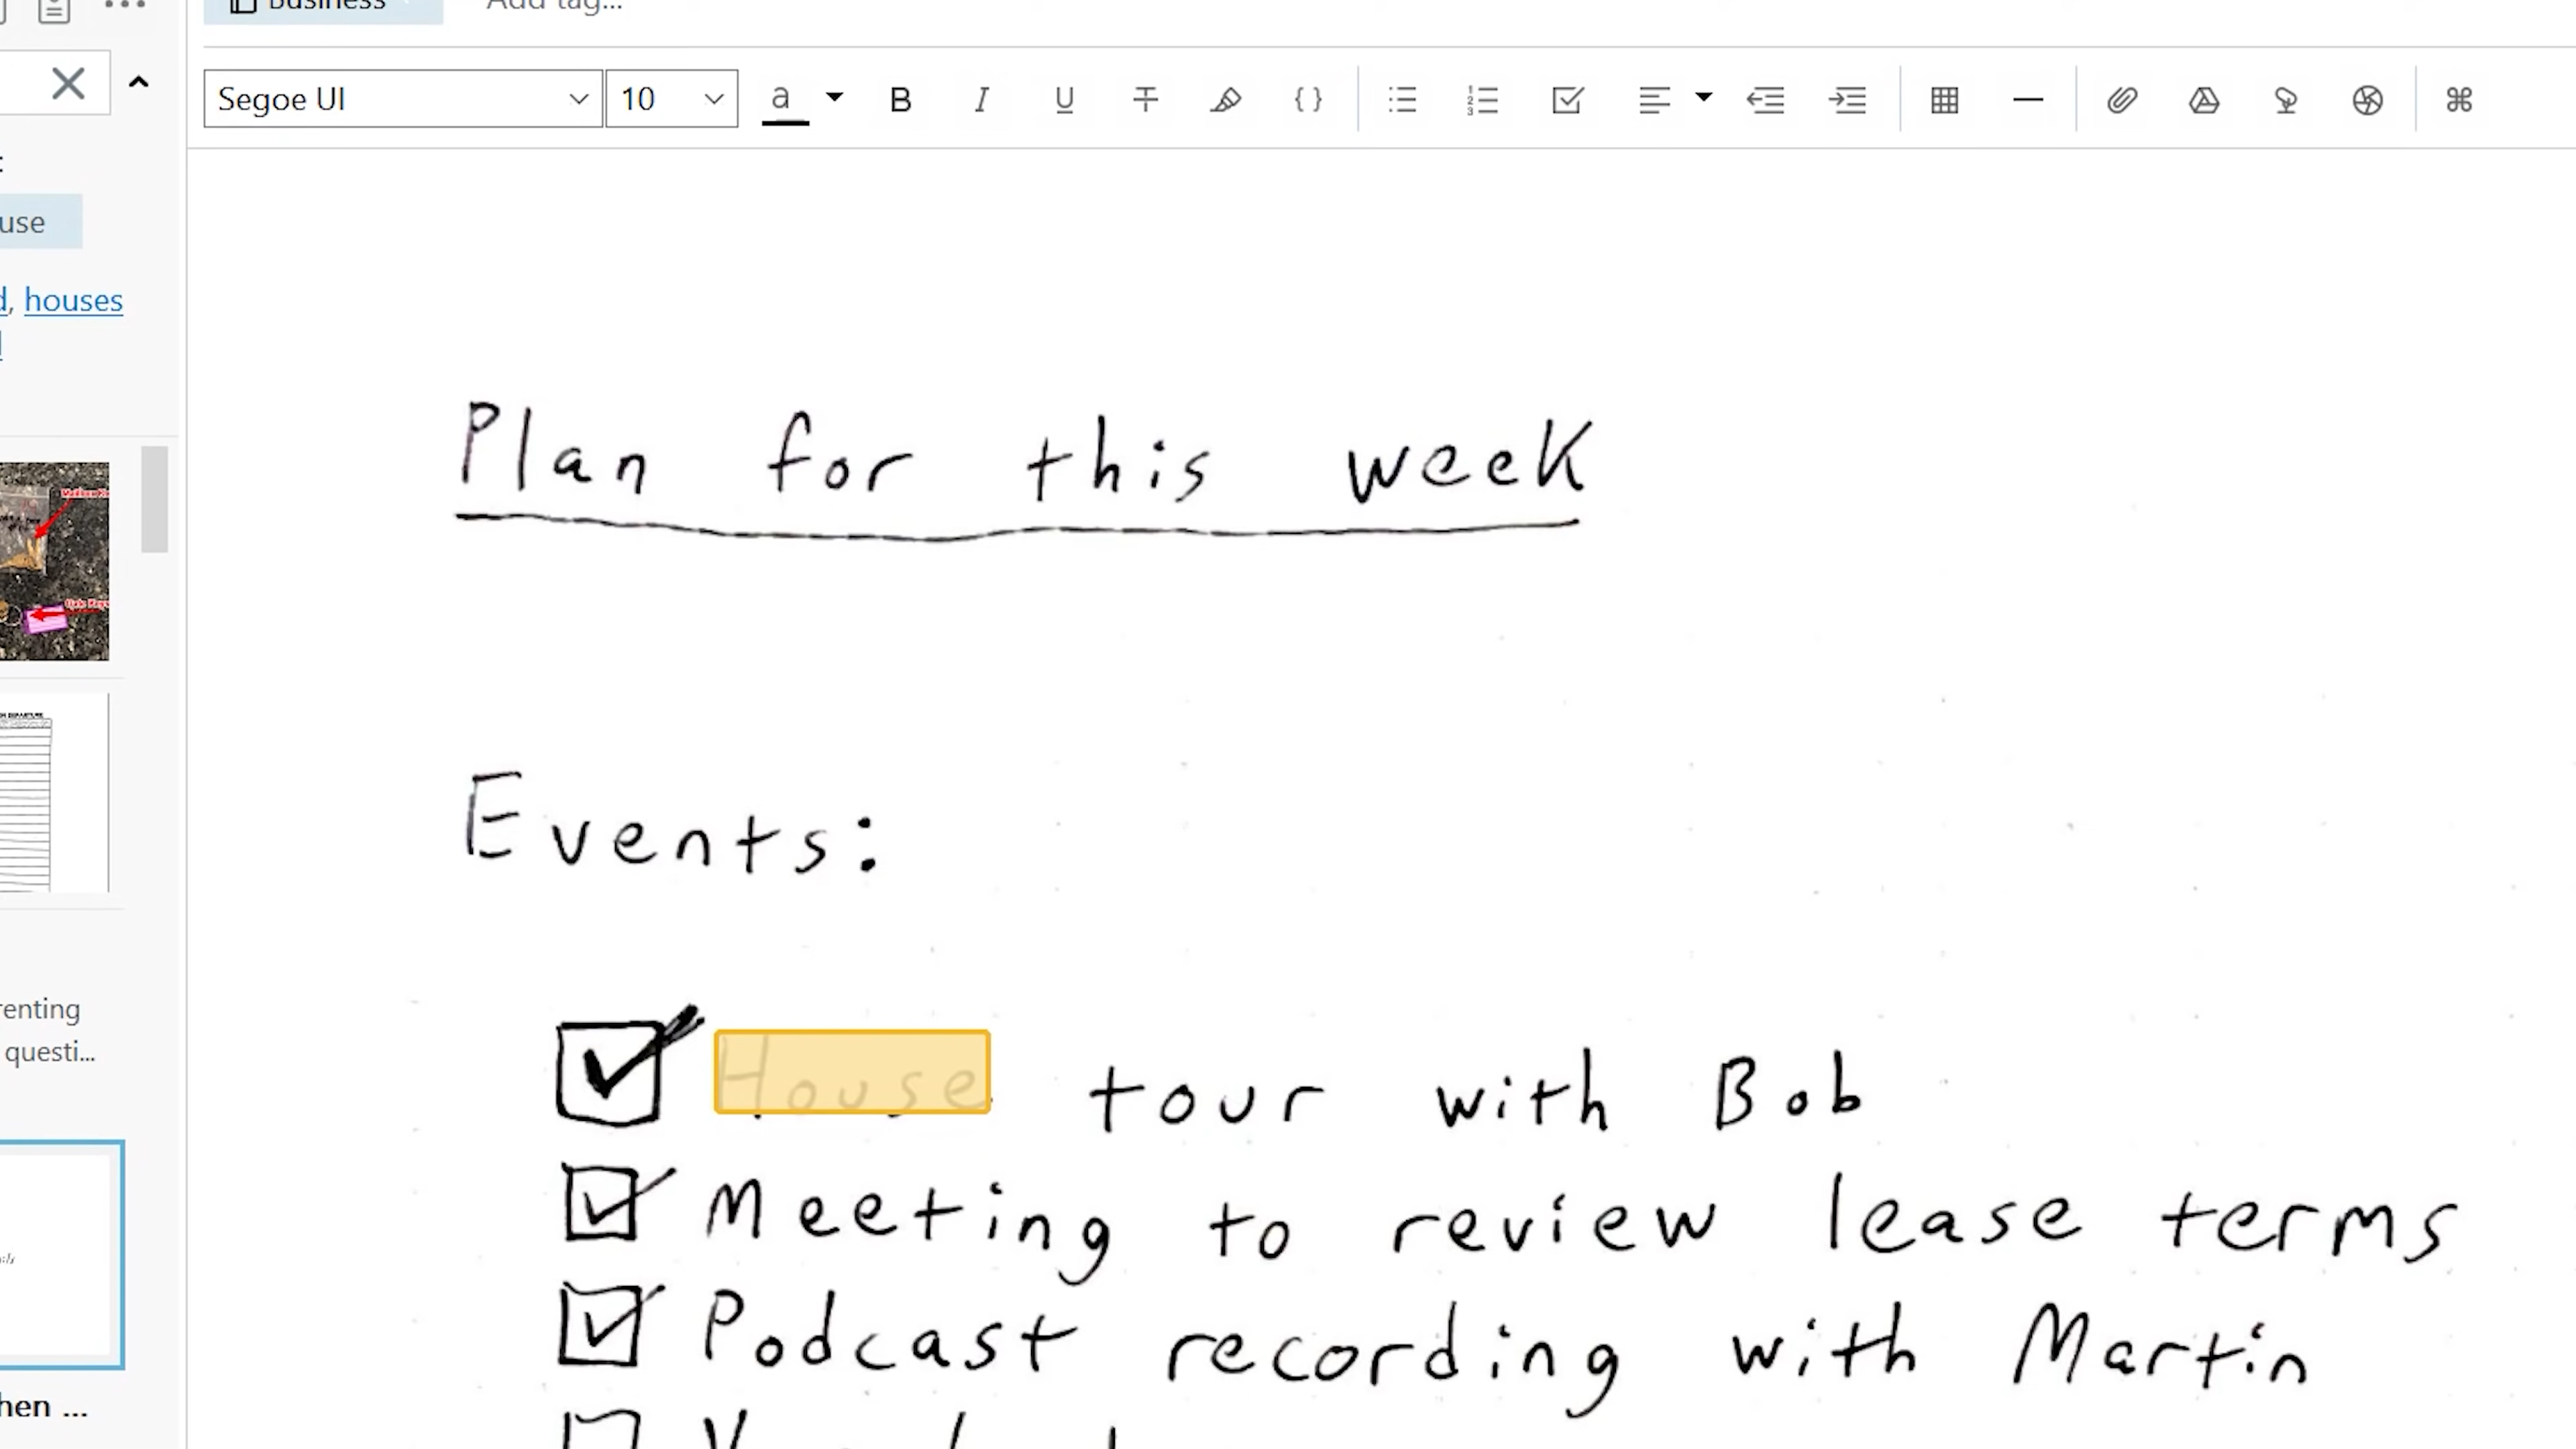 Business Add tag...
Segoe UI 10 a B I U T { }
use
houses
Plan for this week
Events:
House tour with Bob
Meeting to review lease terms
Podcast recording with Martin
renting
questi...
hen ...